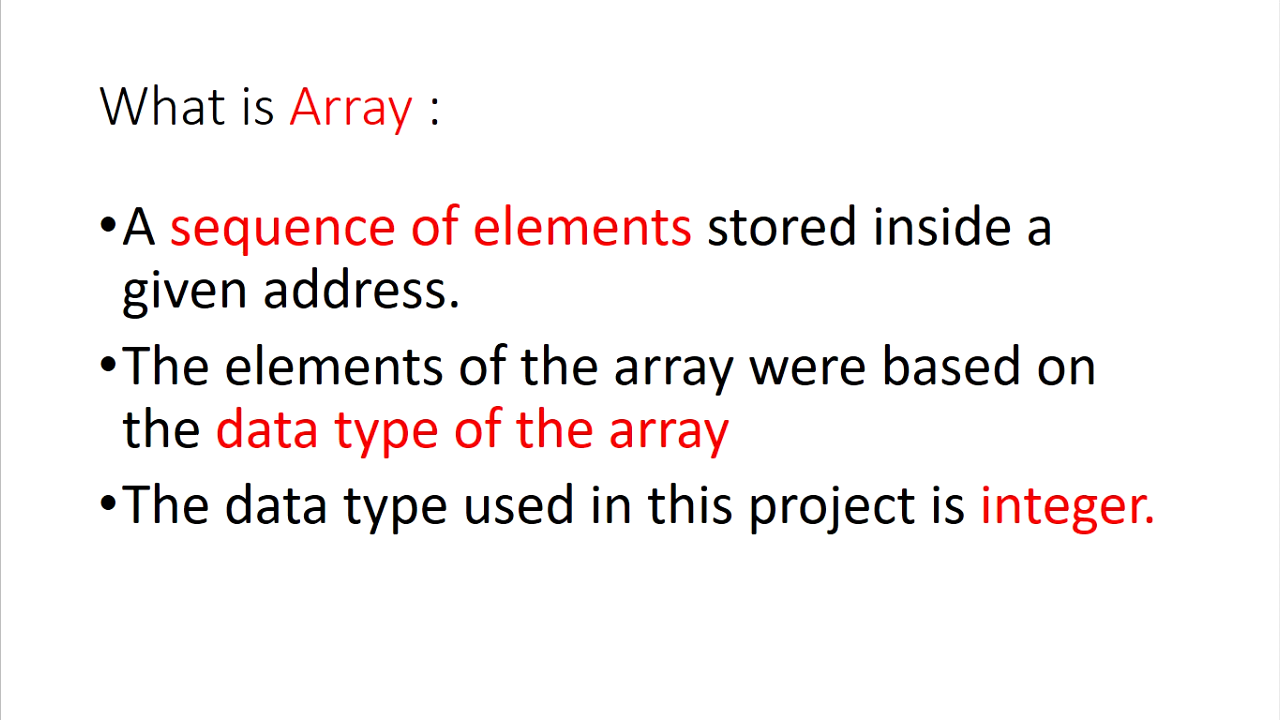 What is Array :
•A sequence of elements stored inside a
given address.
•The elements of the array were based on
the data type of the array
•The data type used in this project is integer.